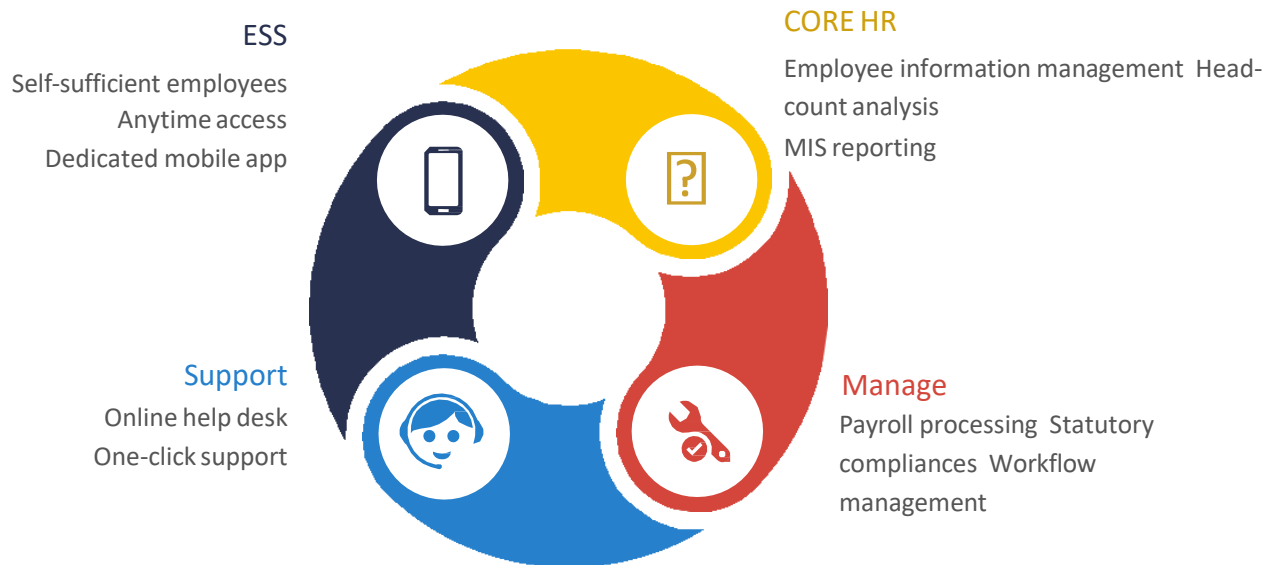 ESS
Self-sufficient employees
Anytime access
Dedicated mobile app
CORE HR
Employee information management Head-
count analysis
MIS reporting
?
Support
Online help desk
One-click support
Manage
Payroll processing Statutory
compliances Workflow
management